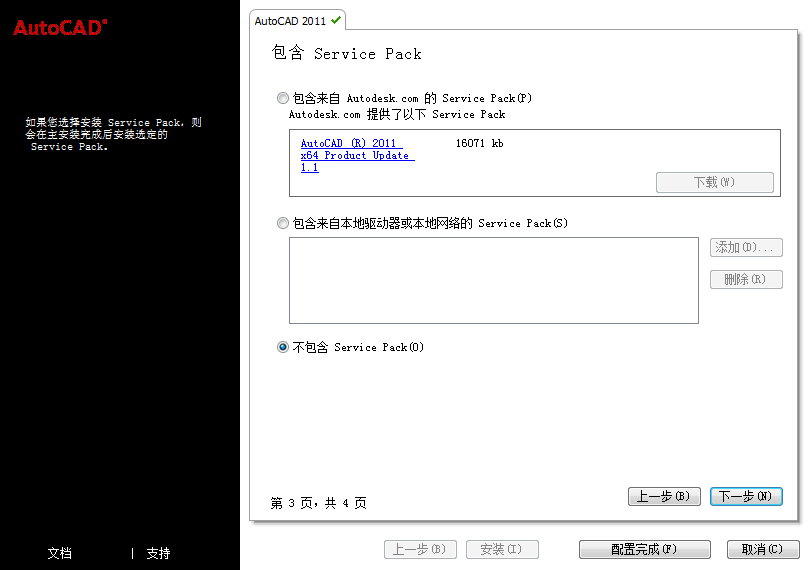 AutoCAD®
AutoCAD 2011
包含 Service Pack
包含来自 Autodesk.com 的 Service Pack(P)
Autodesk.com 提供了以下 Service Pack
如果您选择安装 Service Pack，则
会在主安装完成后安装选定的
Service Pack。
AutoCAD (R) 2011 16071 kb
x64 Product Update
1.1
下载(W)
包含来自本地驱动器或本地网络的 Service Pack(S)
添加(D)...
删除(R)
不包含 Service Pack(O)
第 3 页，共 4 页
上一步(B) 下一步(N)
文档 | 支持
上一步(B) 安装(I) 配置完成(F) 取消(C)